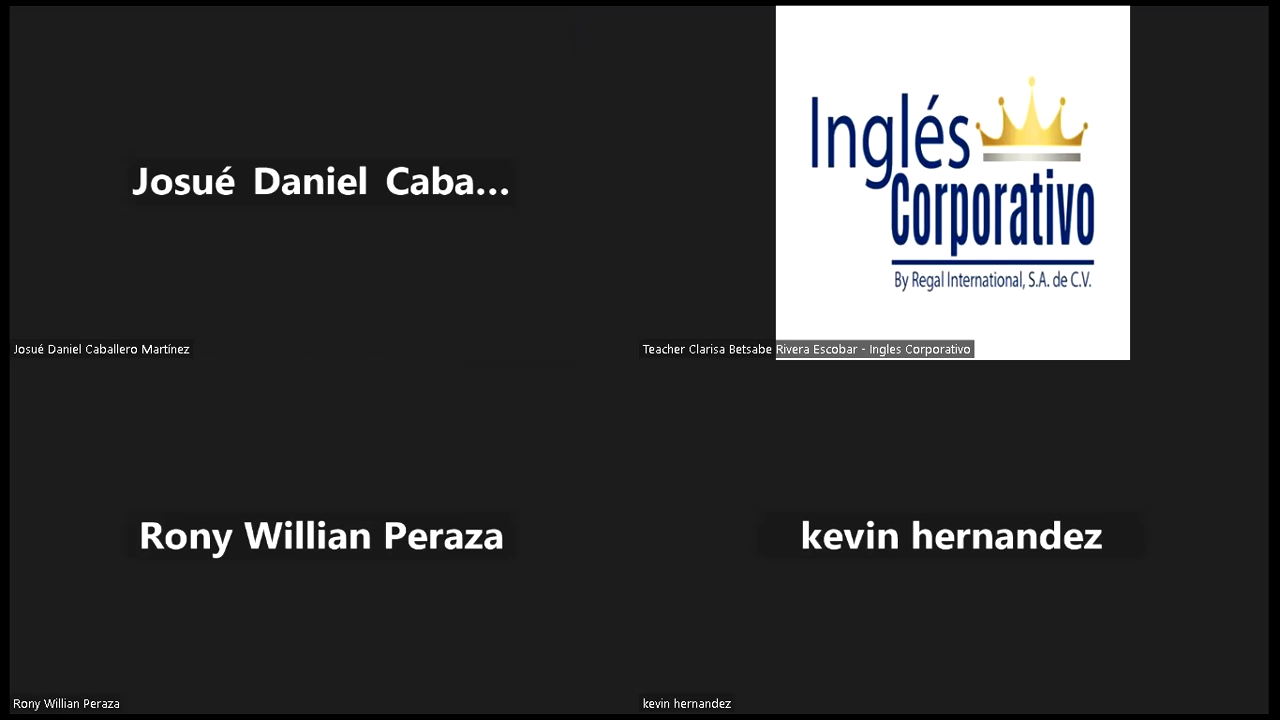 Josué Daniel Caba...
Inglés
Corporativo
By Regal International, S.A. de C.V.
Josué Daniel Caballero Martínez
Teacher Clarisa Betsabe Rivera Escobar - Ingles Corporativo
Rony Willian Peraza
kevin hernandez
Rony Willian Peraza
kevin hernandez